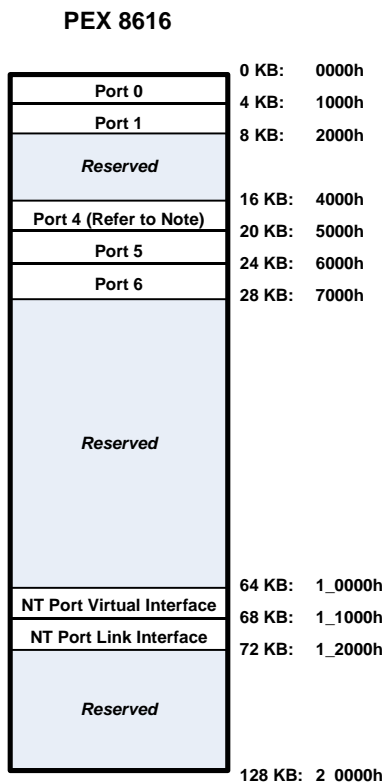 PEX 8616
0 KB: 0000h
Port 0
4 KB: 1000h
Port 1
8 KB: 2000h
Reserved
16 KB: 4000h
Port 4 (Refer to Note)
20 KB: 5000h
Port 5
24 KB: 6000h
Port 6
28 KB: 7000h
Reserved
64 KB: 1_0000h
NT Port Virtual Interface
68 KB: 1_1000h
NT Port Link Interface
72 KB: 1_2000h
Reserved
128 KB: 2_0000h